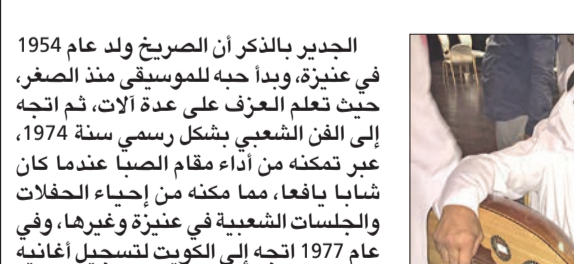 الجدير بالذكر أن الصريخ ولد عام 1954
في عنيزة، وبدأ حبه للموسيقى منذ الصغر،
حيث تعلم العزف على عدة آلات، ثم اتجه
إلى الفن الشعبي بشكل رسمي سنة 1974،
عبر تمكنه من أداء مقام الصبا عندما كان
شابا يافعا، مما مكنه من إحياء الحفلات
والجلسات الشعبية في عنيزة وغيرها، وفي
عام 1977 اتجه إلى الكويت لتسجيل أغانيه